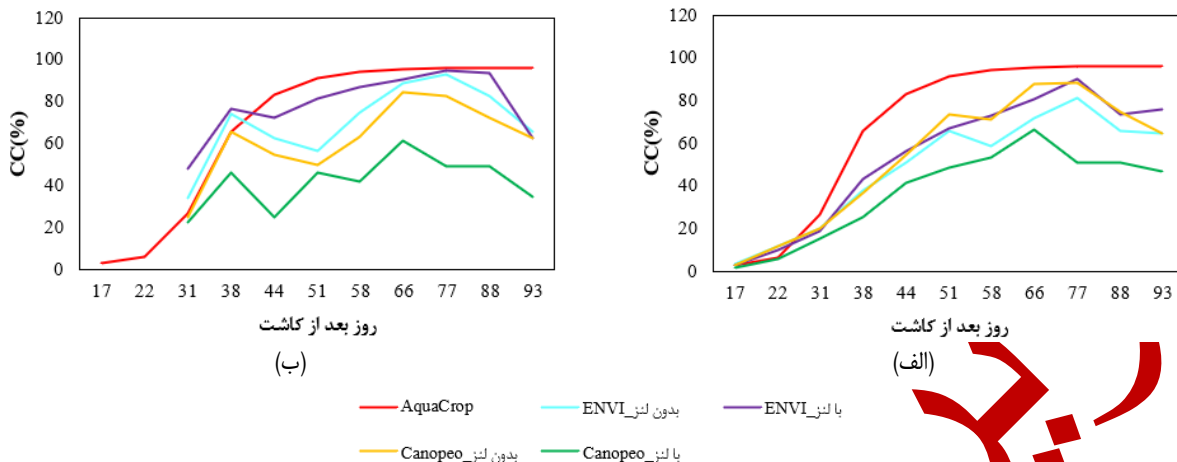 120
100
80
60
40
20
0
CC(%)
17 22 31 38 44 51 58 66 77 88 93
روز بعد از کاشت
(ب)
120
100
80
60
40
20
0
CC(%)
17 22 31 38 44 51 58 66 77 88 93
روز بعد از کاشت
(الف)
AquaCrop
بدون لنز_ENVI
با لنز_ENVI
بدون لنز_Canopeo
با لنز_Canopeo